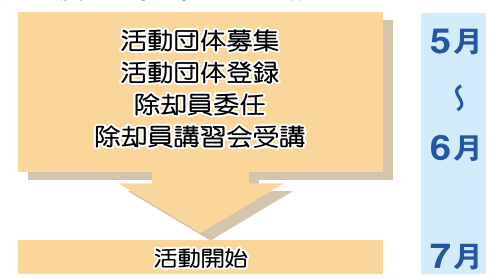 活動団体募集
活動団体登録
除却員委任
除却員講習会受講
5月
〜
6月
活動開始
7月